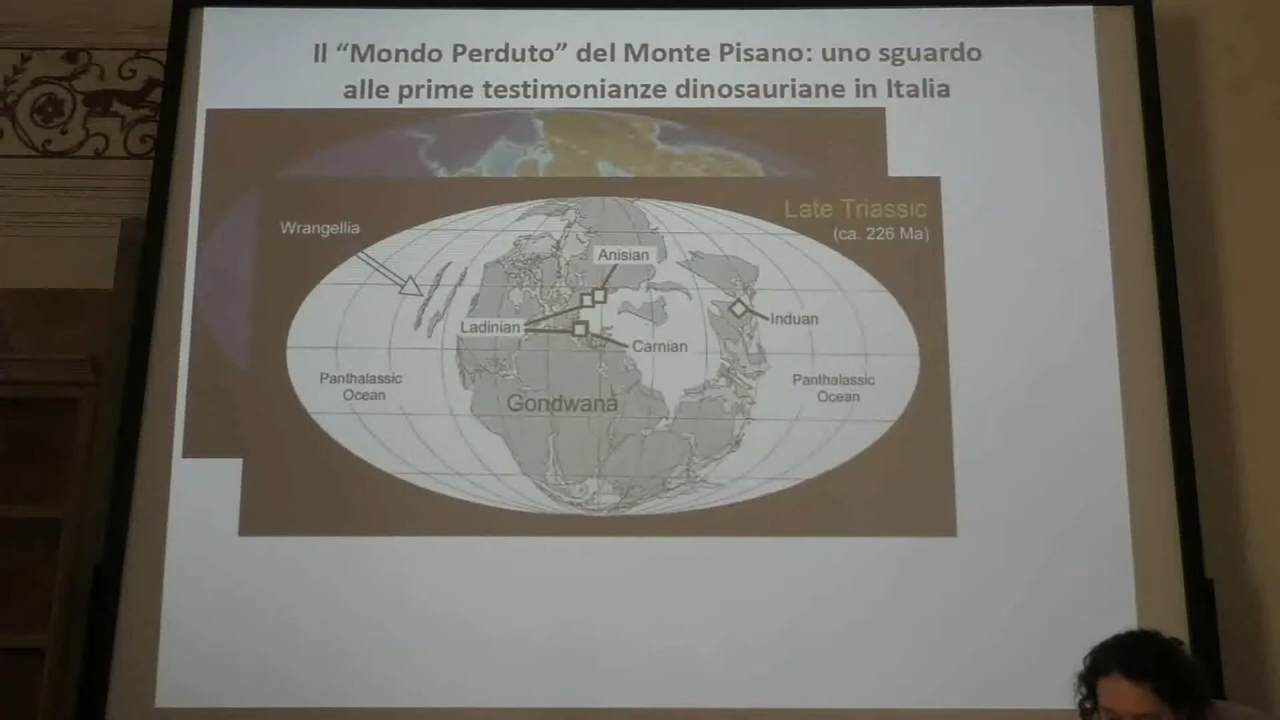 Il “Mondo Perduto” del Monte Pisano: uno sguardo
alle prime testimonianze dinosauriane in Italia
Late Triassic
(ca. 226 Ma)
Wrangellia
Anisian
Ladinian
Induan
Carnian
Panthalassic
Ocean
Panthalassic
Ocean
Gondwana